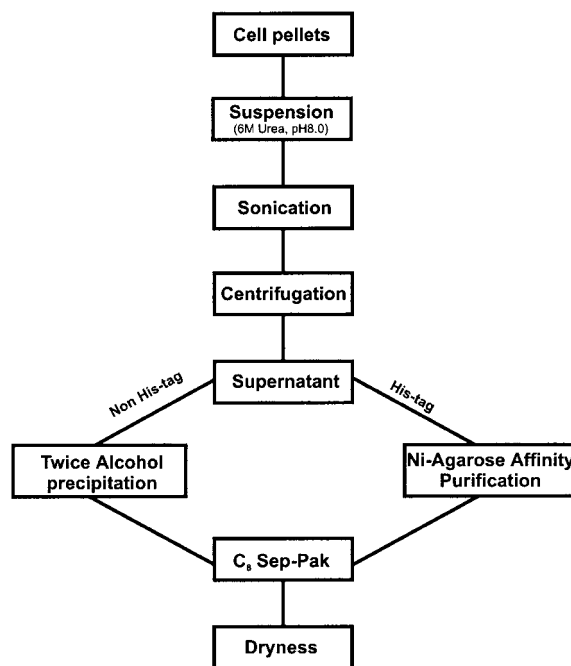 Cell pellets
Suspension
(6M Urea, pH8.0)
Sonication
Centrifugation
Supernatant
Non His-tag
His-tag
Twice Alcohol
precipitation
Ni-Agarose Affinity
Purification
C₈ Sep-Pak
Dryness